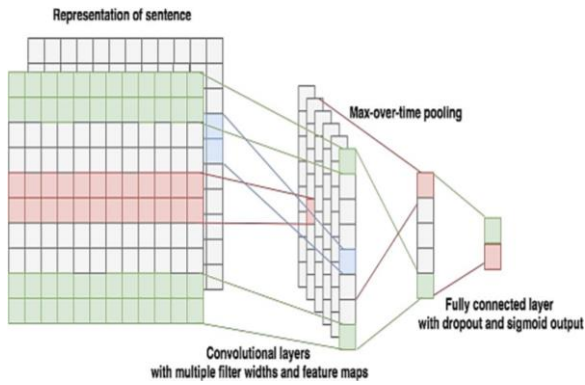 Representation of sentence
Max-over-time pooling
Convolutional layers
with multiple filter widths and feature maps
Fully connected layer
with dropout and sigmoid output